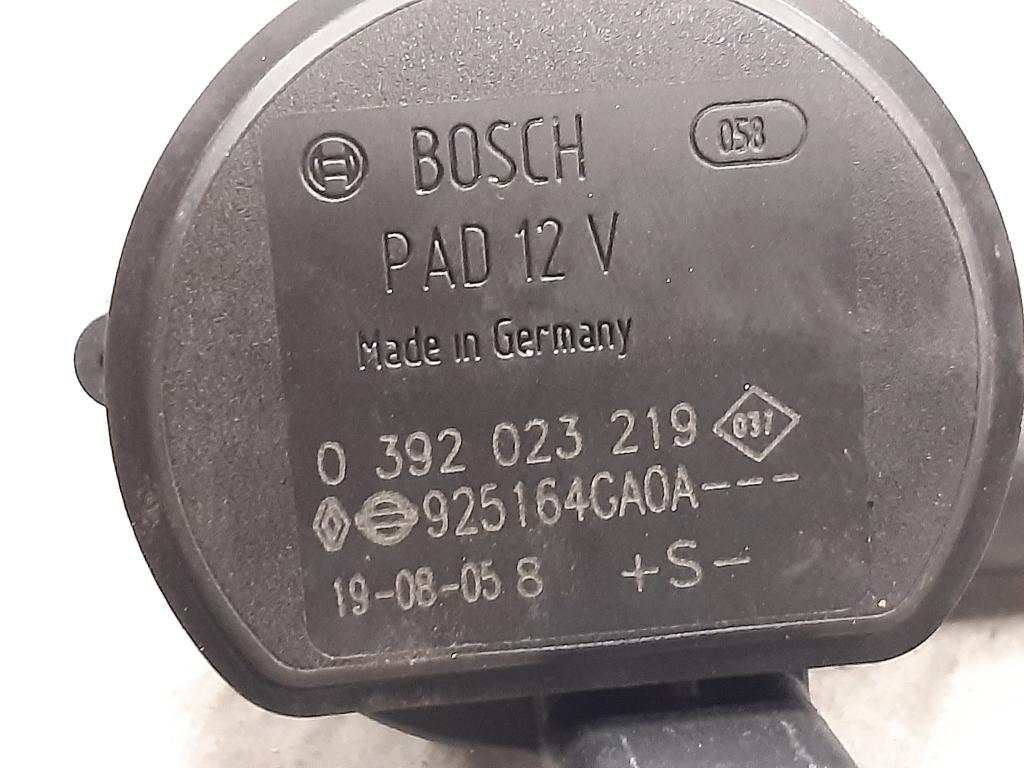 BOSCH 058
PAD 12 V
Made in Germany
0 392 023 219 037
925164GA0A---
19-08-05 8 +S-